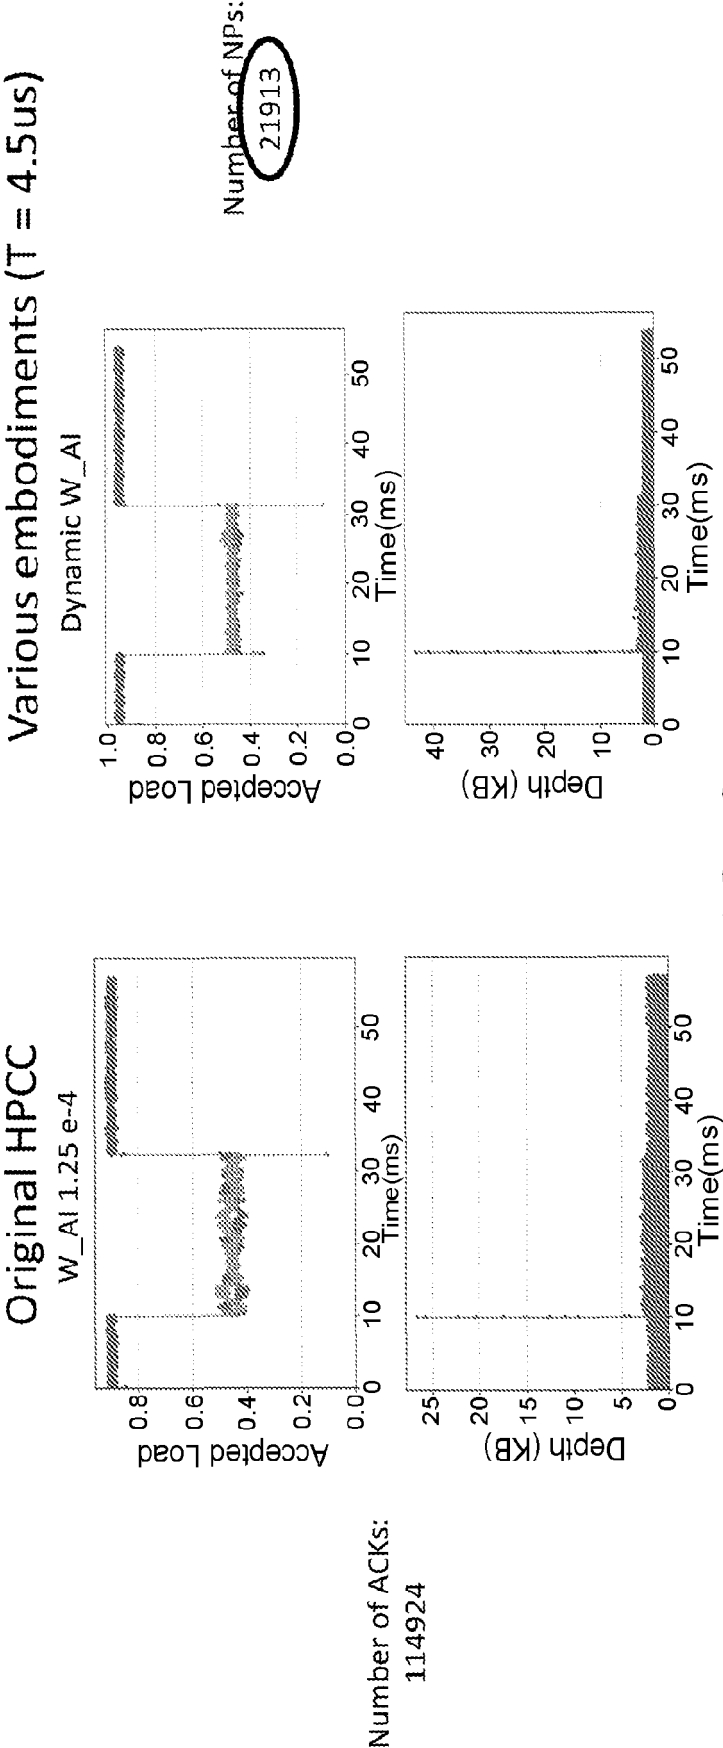 Original HPCC
W_AI 1.25 e-4
Number of ACKs:
114924
Accepted Load
0.8
0.6
0.4
0.2
0.0
0 10 20 30 40 50
Time(ms)
Depth (KB)
25
20
15
10
5
0
0 10 20 30 40 50
Time(ms)
Various embodiments (T = 4.5us)
Dynamic W_AI
Accepted Load
1.0
0.8
0.6
0.4
0.2
0.0
0 10 20 30 40 50
Time(ms)
Depth (KB)
40
30
20
10
0
0 10 20 30 40 50
Time(ms)
Number of NPs:
21913